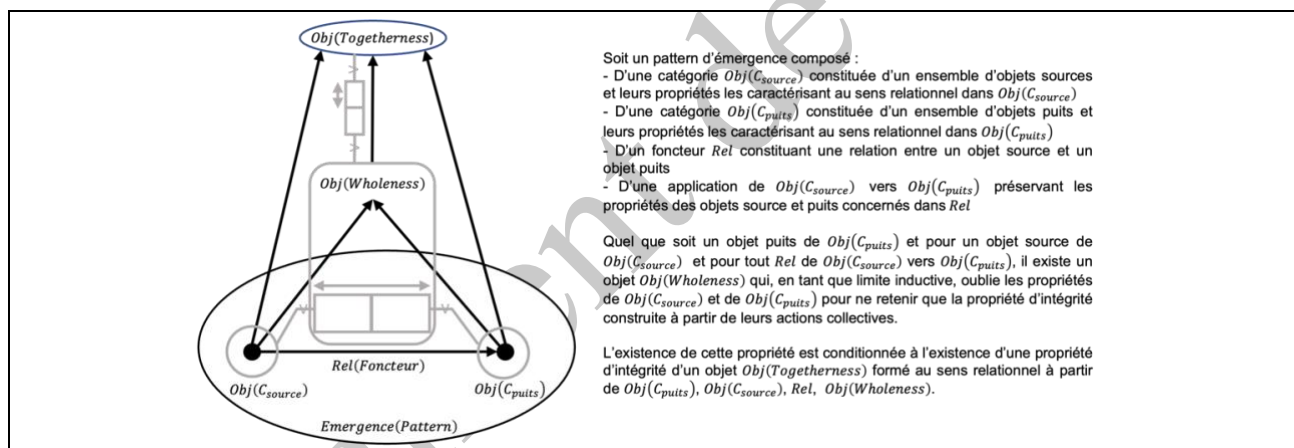 Obj(Togetherness)
Obj(Wholeness)
Rel(Foncteur)
Obj(C_source)
Obj(C_puits)
Emergence(Pattern)
Soit un pattern d'émergence composé :
- D'une catégorie Obj(C_source) constituée d'un ensemble d'objets sources
et leurs propriétés les caractérisant au sens relationnel dans Obj(C_source)
- D'une catégorie Obj(C_puits) constituée d'un ensemble d'objets puits et
leurs propriétés les caractérisant au sens relationnel dans Obj(C_puits)
- D'un foncteur Rel constituant une relation entre un objet source et un
objet puits
- D'une application de Obj(C_source) vers Obj(C_puits) préservant les
propriétés des objets source et puits concernés dans Rel
Quel que soit un objet puits de Obj(C_puits) et pour un objet source de
Obj(C_source) et pour tout Rel de Obj(C_source) vers Obj(C_puits), il existe un
objet Obj(Wholeness) qui, en tant que limite inductive, oublie les propriétés
de Obj(C_source) et de Obj(C_puits) pour ne retenir que la propriété d'intégrité
construite à partir de leurs actions collectives.
L'existence de cette propriété est conditionnée à l'existence d'une propriété
d'intégrité d'un objet Obj(Togetherness) formé au sens relationnel à partir
de Obj(C_puits), Obj(C_source), Rel, Obj(Wholeness).